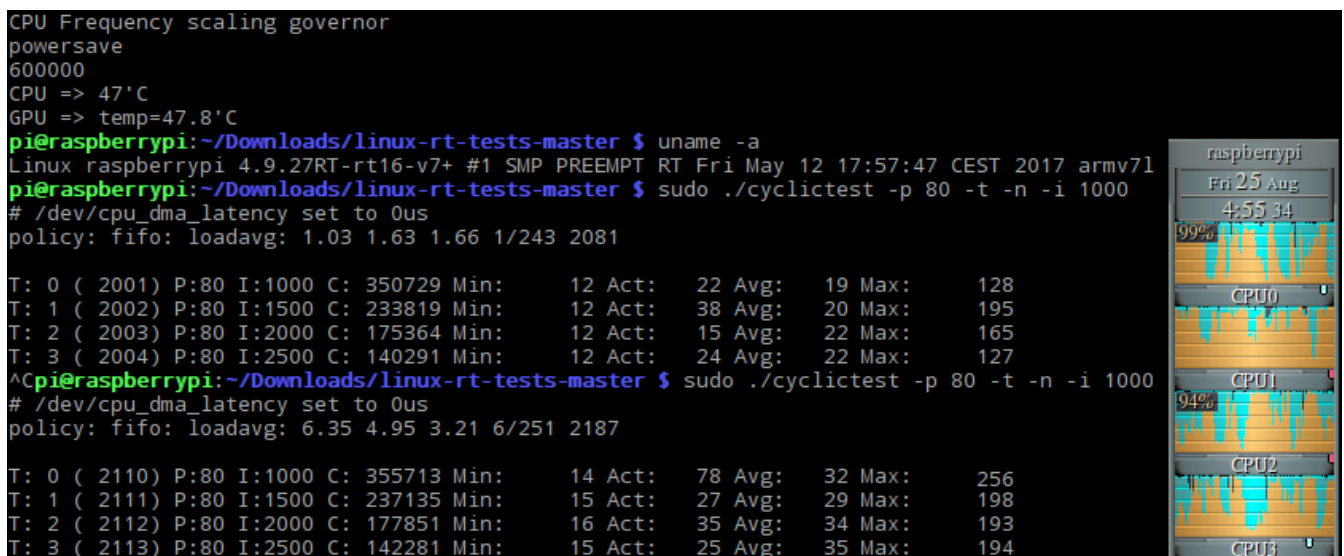 CPU Frequency scaling governor
powersave
600000
CPU => 47'C
GPU => temp=47.8'C
pi@raspberrypi:~/Downloads/linux-rt-tests-master $ uname -a
Linux raspberrypi 4.9.27RT-rt16-v7+ #1 SMP PREEMPT RT Fri May 12 17:57:47 CEST 2017 armv7l
pi@raspberrypi:~/Downloads/linux-rt-tests-master $ sudo ./cyclictest -p 80 -t -n -i 1000
# /dev/cpu_dma_latency set to 0us
policy: fifo: loadavg: 1.03 1.63 1.66 1/243 2081
T: 0 ( 2001) P:80 I:1000 C: 350729 Min:      12 Act:   22 Avg:   19 Max:     128
T: 1 ( 2002) P:80 I:1500 C: 233819 Min:      12 Act:   38 Avg:   20 Max:     195
T: 2 ( 2003) P:80 I:2000 C: 175364 Min:      12 Act:   15 Avg:   22 Max:     165
T: 3 ( 2004) P:80 I:2500 C: 140291 Min:      12 Act:   24 Avg:   22 Max:     127
^Cpi@raspberrypi:~/Downloads/linux-rt-tests-master $ sudo ./cyclictest -p 80 -t -n -i 1000
# /dev/cpu_dma_latency set to 0us
policy: fifo: loadavg: 6.35 4.95 3.21 6/251 2187
T: 0 ( 2110) P:80 I:1000 C: 355713 Min:      14 Act:   78 Avg:   32 Max:     256
T: 1 ( 2111) P:80 I:1500 C: 237135 Min:      15 Act:   27 Avg:   29 Max:     198
T: 2 ( 2112) P:80 I:2000 C: 177851 Min:      16 Act:   35 Avg:   34 Max:     193
T: 3 ( 2113) P:80 I:2500 C: 142281 Min:      15 Act:   25 Avg:   35 Max:     194
raspberrypi
Fri 25 Aug
4:55 34
99%
CPU0
CPU1
94%
CPU2
CPU3